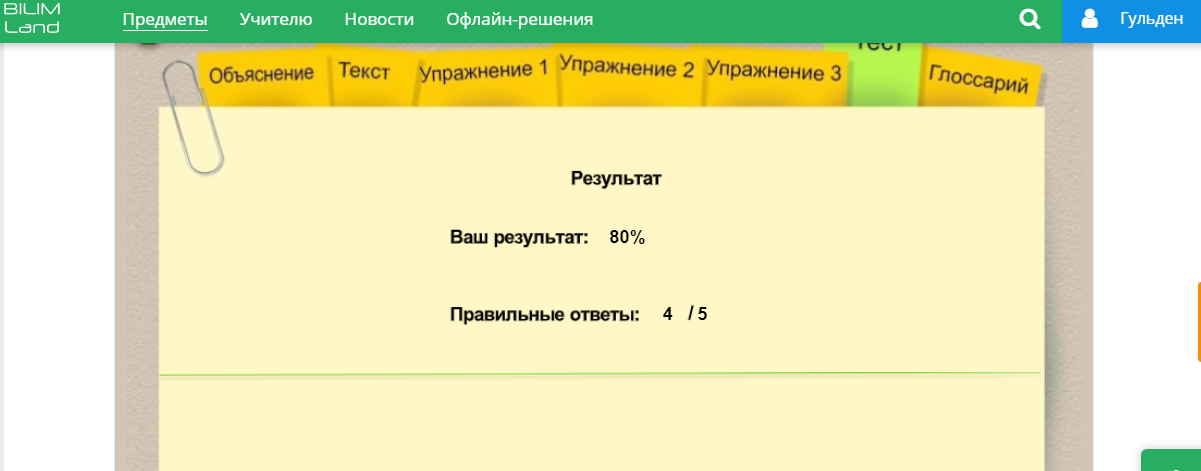 BILIM
Land
Предметы
Учителю
Новости
Офлайн-решения
Гульден
Объяснение
Текст
Упражнение 1
Упражнение 2
Упражнение 3
Тест
Глоссарий
Результат
Ваш результат: 80%
Правильные ответы: 4 / 5